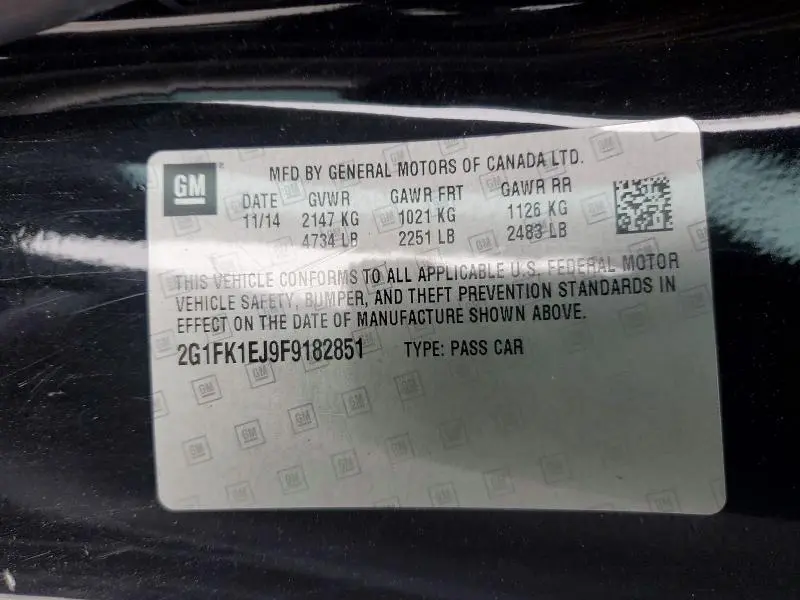 GM
MFD BY GENERAL MOTORS OF CANADA LTD.
DATE GVWR GAWR FRT GAWR RR
11/14 2147 KG 1021 KG 1126 KG
4734 LB 2251 LB 2483 LB
THIS VEHICLE CONFORMS TO ALL APPLICABLE U.S. FEDERAL MOTOR
VEHICLE SAFETY, BUMPER, AND THEFT PREVENTION STANDARDS IN
EFFECT ON THE DATE OF MANUFACTURE SHOWN ABOVE.
2G1FK1EJ9F9182851 TYPE: PASS CAR